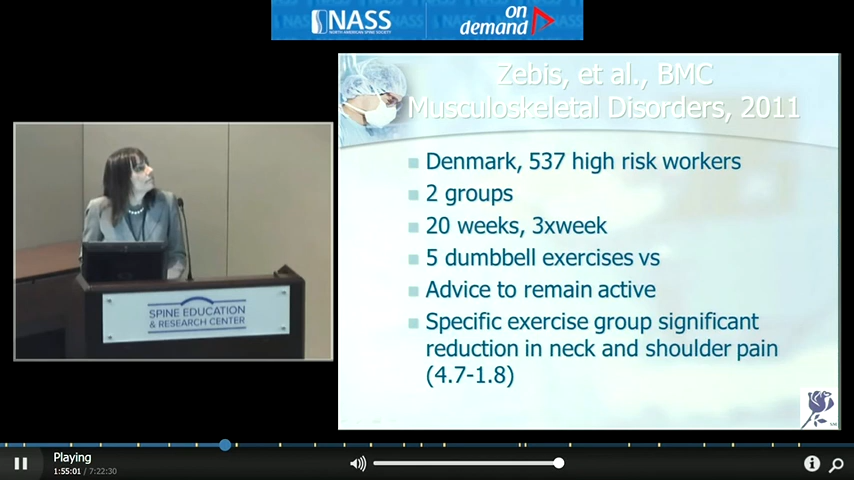 NASS
NORTH AMERICAN SPINE SOCIETY
on
demand
Zebis, et al., BMC
Musculoskeletal Disorders, 2011
Denmark, 537 high risk workers
2 groups
20 weeks, 3xweek
5 dumbbell exercises vs
Advice to remain active
Specific exercise group significant
reduction in neck and shoulder pain
(4.7-1.8)
SPINE EDUCATION
& RESEARCH CENTER
Playing
1:55:01 / 7:22:30